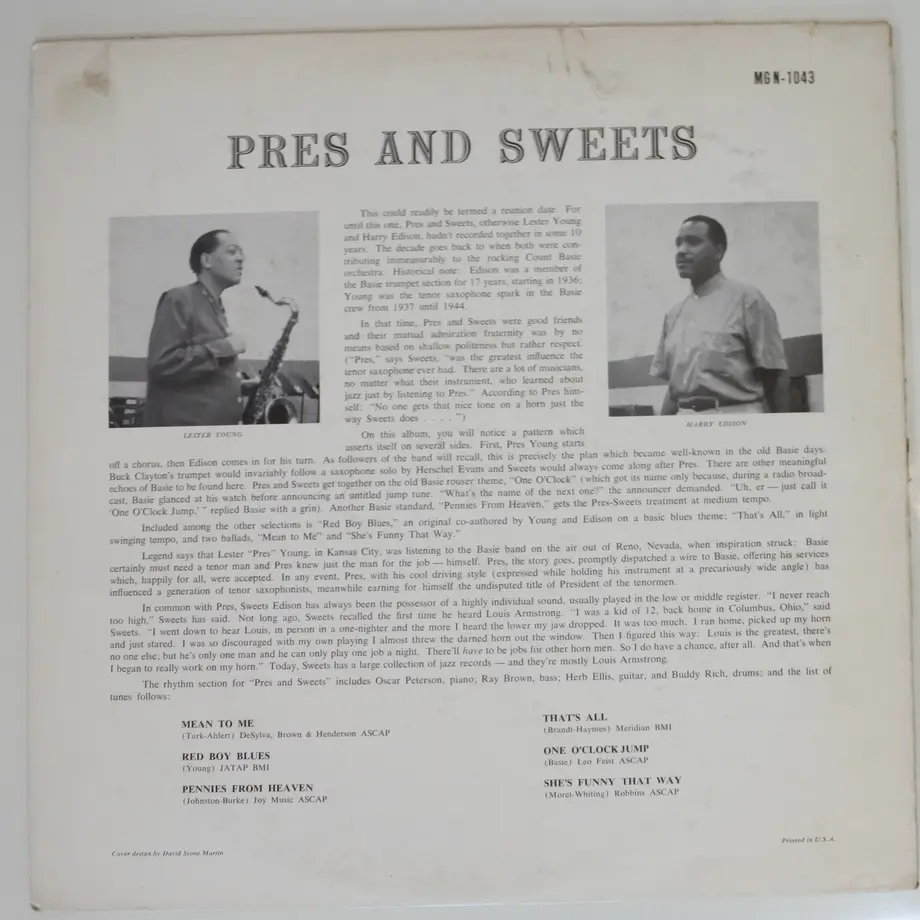 MG N-1043
PRES AND SWEETS
This could readily be termed a reunion date. For
until this one, Pres and Sweets, otherwise Lester Young
and Harry Edison, hadn't recorded together in some 10
years. The decade goes back to when both were con-
tributing immeasurably to the rocking Count Basie
orchestra. Historical note: Edison was a member of
the Basie trumpet section for 17 years, starting in 1936;
Young was the tenor saxophone spark in the Basie
crew from 1937 until 1944.
In that time, Pres and Sweets were good friends
and their mutual admiration fraternity was by no
means based on shallow politeness but rather respect.
("Pres," says Sweets, "was the greatest influence the
tenor saxophone ever had. There are a lot of musicians,
no matter what their instrument, who learned about
jazz just by listening to Pres." According to Pres him-
self: "No one gets that nice tone on a horn just the
way Sweets does . . . . ")
LESTER YOUNG
HARRY EDISON
On this album, you will notice a pattern which
asserts itself on several sides. First, Pres Young starts
off a chorus, then Edison comes in for his turn. As followers of the band will recall, this is precisely the plan which became well-known in the old Basie days.
Buck Clayton's trumpet would invariably follow a saxophone solo by Herschel Evans and Sweets would always come along after Pres. There are other meaningful
echoes of Basie to be found here. Pres and Sweets get together on the old Basie rouser theme, "One O'Clock" (which got its name only because, during a radio broad-
cast, Basie glanced at his watch before announcing an untitled jump tune. "What's the name of the next one?" the announcer demanded. "Uh, er — just call it
'One O'Clock Jump,' " replied Basie with a grin). Another Basie standard, "Pennies From Heaven," gets the Pres-Sweets treatment at medium tempo.
Included among the other selections is "Red Boy Blues," an original co-authored by Young and Edison on a basic blues theme; "That's All," in light
swinging tempo, and two ballads, "Mean to Me" and "She's Funny That Way."
Legend says that Lester "Pres" Young, in Kansas City, was listening to the Basie band on the air out of Reno, Nevada, when inspiration struck: Basie
certainly must need a tenor man and Pres knew just the man for the job — himself. Pres, the story goes, promptly dispatched a wire to Basie, offering his services
which, happily for all, were accepted. In any event, Pres, with his cool driving style (expressed while holding his instrument at a precariously wide angle) has
influenced a generation of tenor saxophonists, meanwhile earning for himself the undisputed title of President of the tenormen.
In common with Pres, Sweets Edison has always been the possessor of a highly individual sound, usually played in the low or middle register. "I never reach
too high," Sweets has said. Not long ago, Sweets recalled the first time he heard Louis Armstrong. "I was a kid of 12, back home in Columbus, Ohio," said
Sweets. "I went down to hear Louis, in person in a one-nighter and the more I heard the lower my jaw dropped. It was too much. I ran home, picked up my horn
and just stared. I was so discouraged with my own playing I almost threw the darned horn out the window. Then I figured this way: Louis is the greatest, there's
no one else; but he's only one man and he can only play one job a night. There'll have to be jobs for other horn men. So I do have a chance, after all. And that's when
I began to really work on my horn." Today, Sweets has a large collection of jazz records — and they're mostly Louis Armstrong.
The rhythm section for "Pres and Sweets" includes Oscar Peterson, piano; Ray Brown, bass; Herb Ellis, guitar, and Buddy Rich, drums; and the list of
tunes follows:
MEAN TO ME
(Turk-Ahlert) DeSylva, Brown & Henderson ASCAP
RED BOY BLUES
(Young) JATAP BMI
PENNIES FROM HEAVEN
(Johnston-Burke) Joy Music ASCAP
THAT'S ALL
(Brandt-Haymes) Meridian BMI
ONE O'CLOCK JUMP
(Basie) Leo Feist ASCAP
SHE'S FUNNY THAT WAY
(Moret-Whiting) Robbins ASCAP
Cover design by David Stone Martin
Printed in U.S.A.